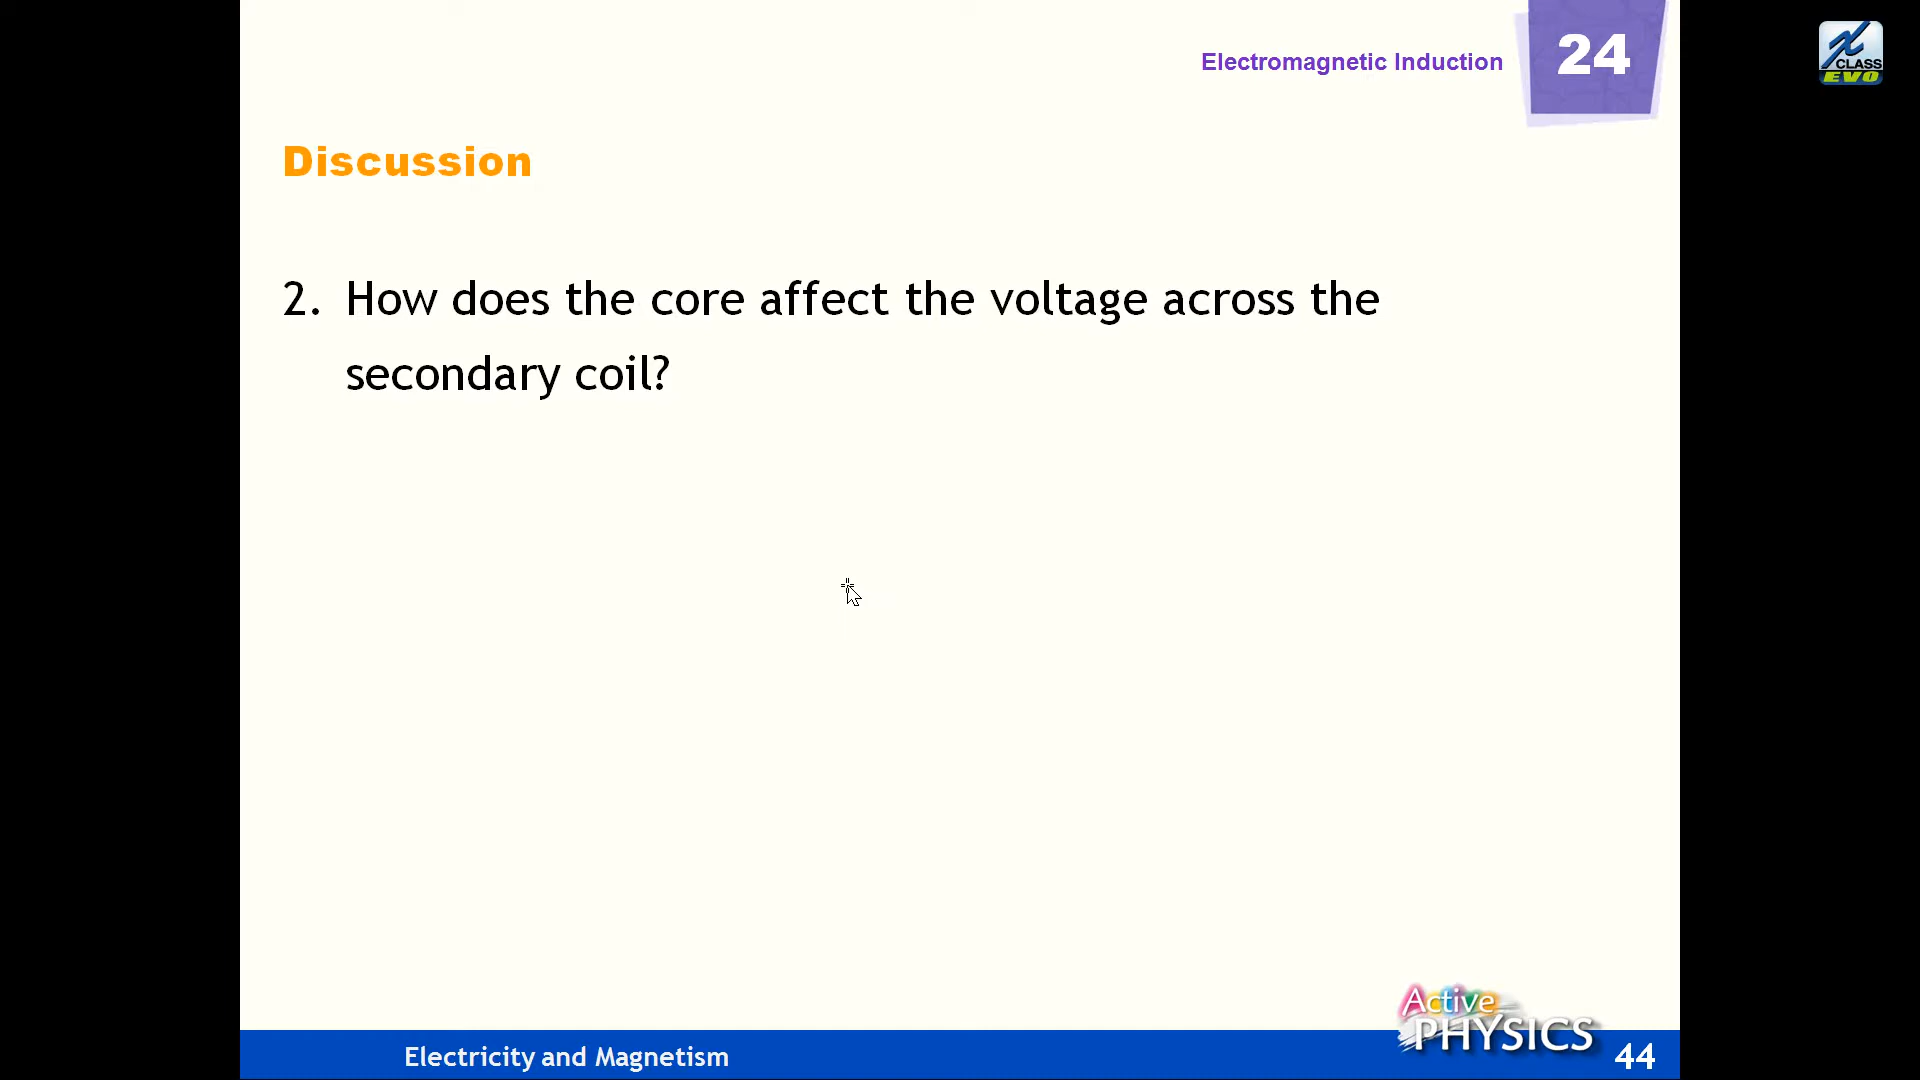 Electromagnetic Induction
24
CLASS
EVO
Discussion
2. How does the core affect the voltage across the
secondary coil?
Active
PHYSICS
Electricity and Magnetism
44